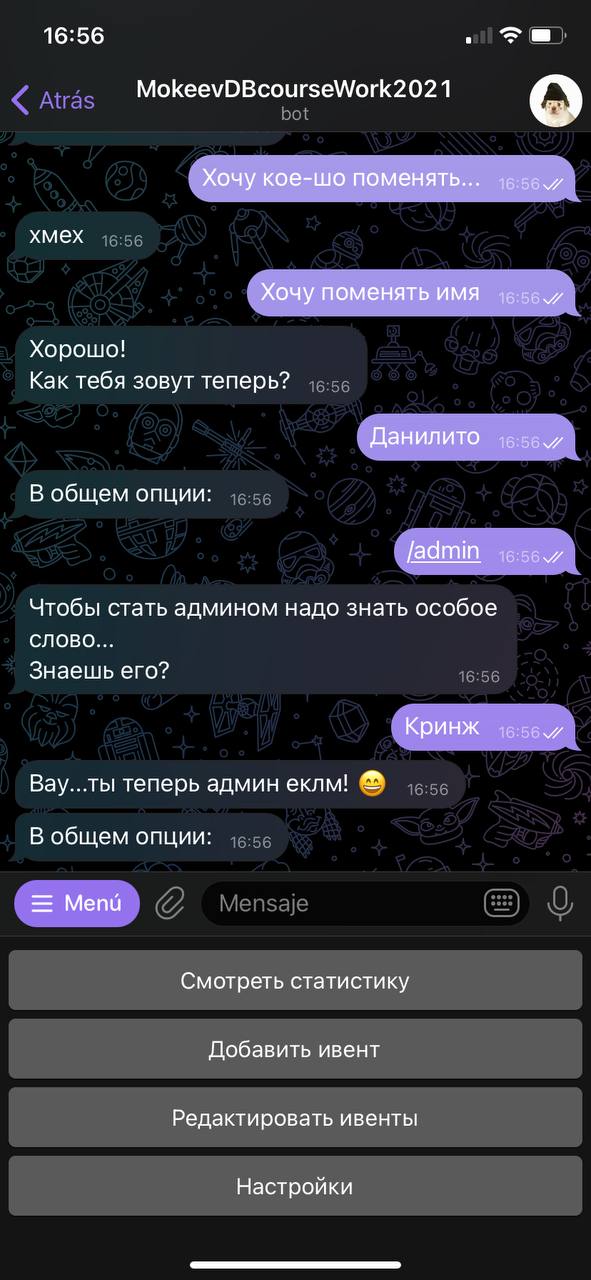 16:56
Atrás
MokeevDBcourseWork2021
bot
Хочу кое-шо поменять... 16:56
хмех 16:56
Хочу поменять имя 16:56
Хорошо!
Как тебя зовут теперь? 16:56
Данилито 16:56
В общем опции: 16:56
/admin 16:56
Чтобы стать админом надо знать особое
слово...
Знаешь его? 16:56
Кринж 16:56
Вау...ты теперь админ еклм! 😄 16:56
В общем опции: 16:56
Menú
Mensaje
Смотреть статистику
Добавить ивент
Редактировать ивенты
Настройки